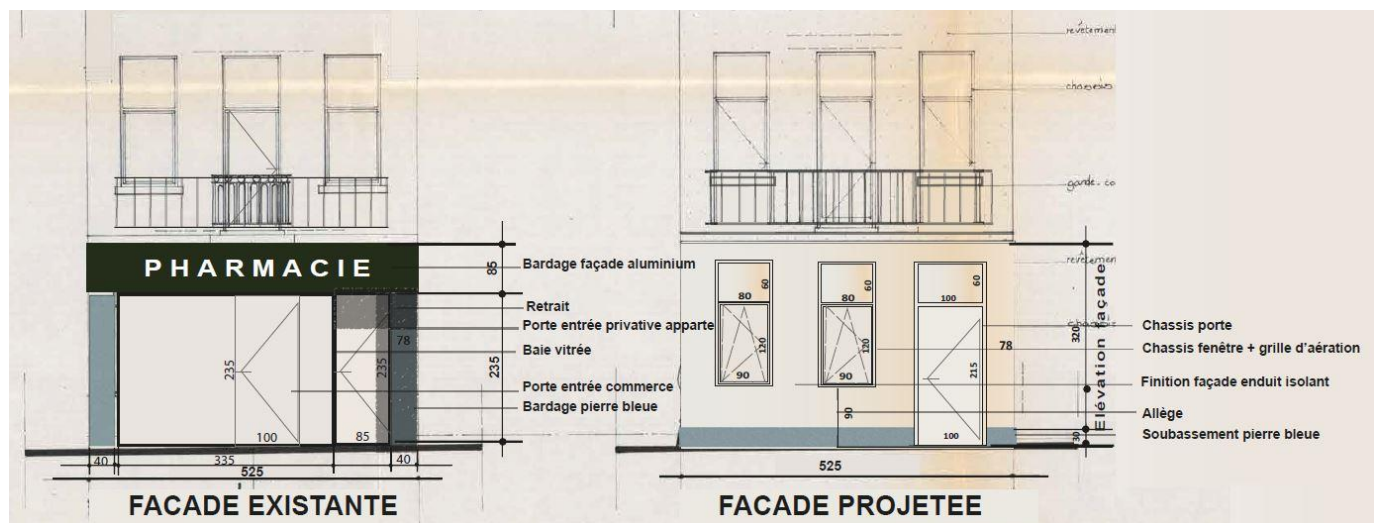 PHARMACIE
85
Bardage façade aluminium
Retrait
Porte entrée privative apparte
78
Baie vitrée
235
235
235
Porte entrée commerce
Bardage pierre bleue
100
85
40
335
40
525
FACADE EXISTANTE
revêtement
chassis
garde-co
revêtemen
60
60
60
80
80
100
Chassis porte
120
120
78
320
Chassis fenêtre + grille d'aération
90
90
215
Finition façade enduit isolant
Elévation façade
90
Allège
100
30
Soubassement pierre bleue
525
FACADE PROJETEE